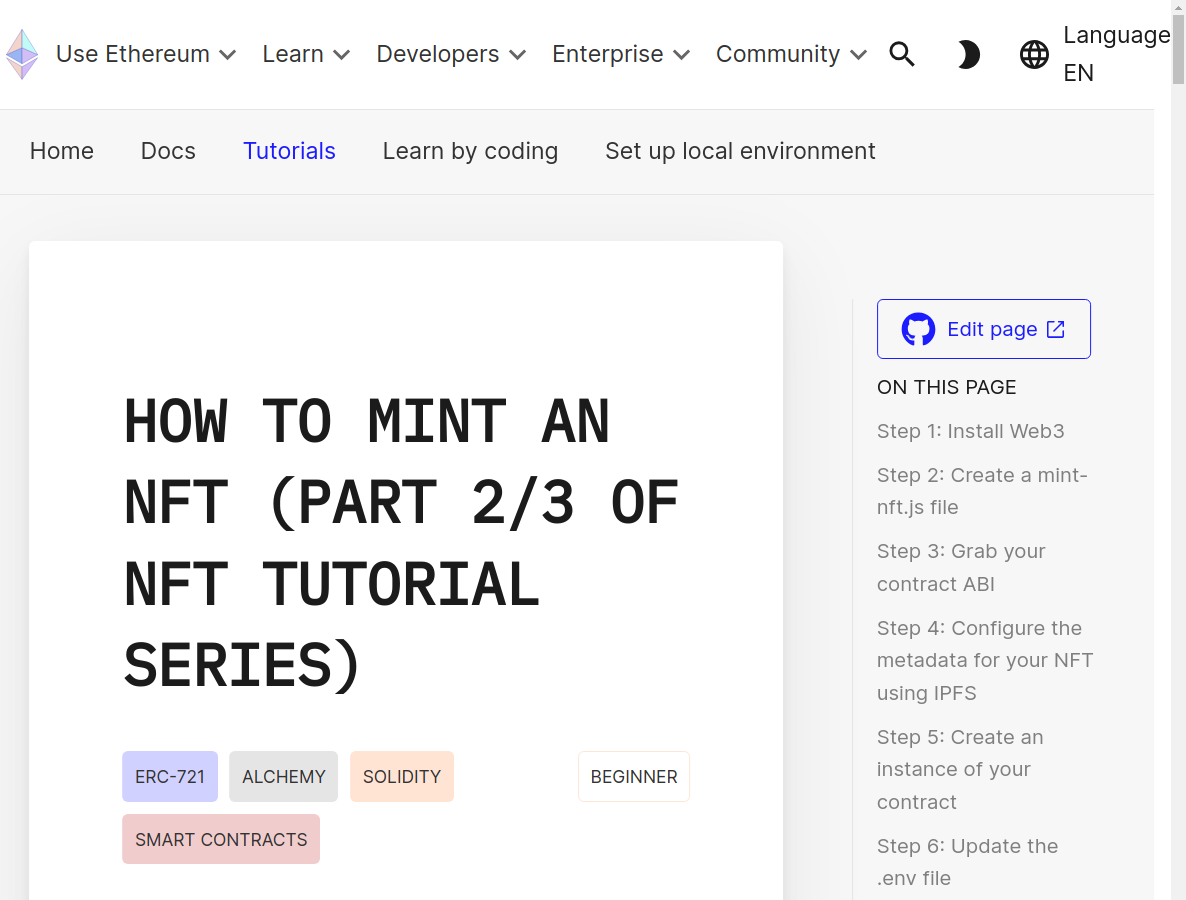 Use Ethereum Learn Developers Enterprise Community Language
EN
Home Docs Tutorials Learn by coding Set up local environment
HOW TO MINT AN
NFT (PART 2/3 OF
NFT TUTORIAL
SERIES)
ERC-721 ALCHEMY SOLIDITY BEGINNER
SMART CONTRACTS
Edit page
ON THIS PAGE
Step 1: Install Web3
Step 2: Create a mint-
nft.js file
Step 3: Grab your
contract ABI
Step 4: Configure the
metadata for your NFT
using IPFS
Step 5: Create an
instance of your
contract
Step 6: Update the
.env file